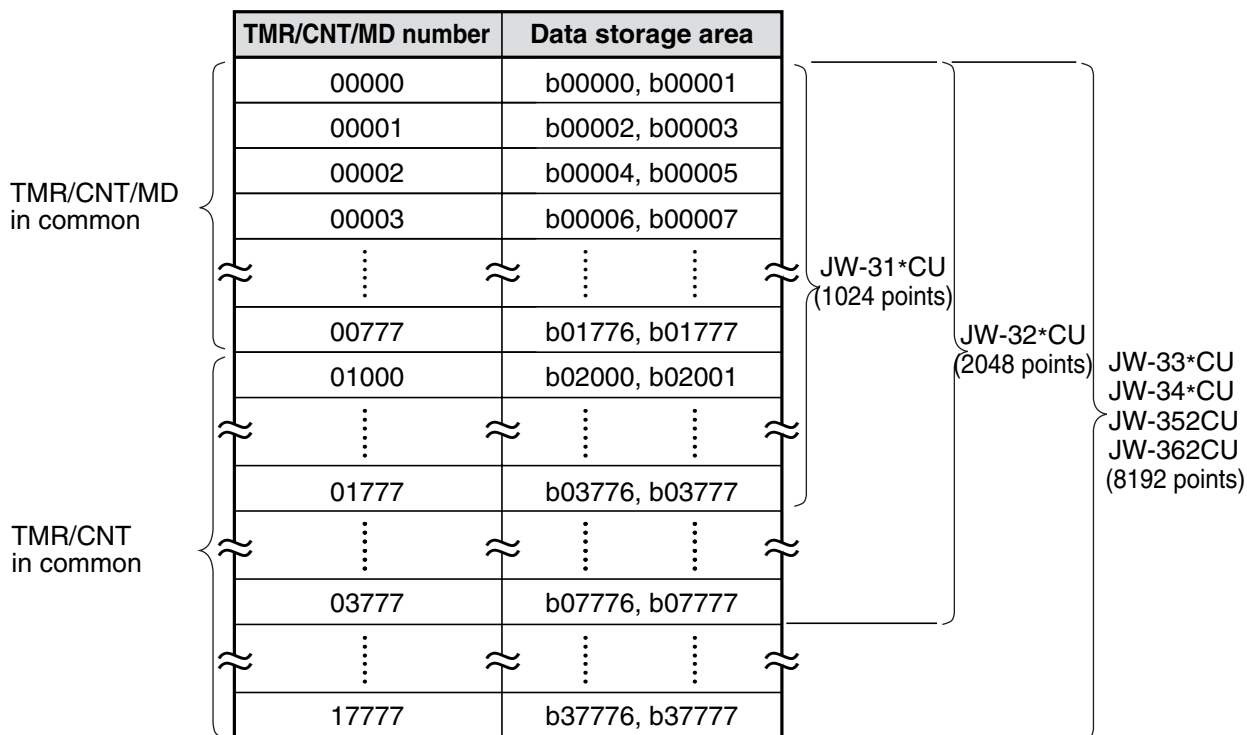 TMR/CNT/MD number Data storage area
00000 b00000, b00001
00001 b00002, b00003
00002 b00004, b00005
00003 b00006, b00007
00777 b01776, b01777
01000 b02000, b02001
01777 b03776, b03777
03777 b07776, b07777
17777 b37776, b37777
TMR/CNT/MD
in common
TMR/CNT
in common
JW-31*CU
(1024 points)
JW-32*CU
(2048 points)
JW-33*CU
JW-34*CU
JW-352CU
JW-362CU
(8192 points)